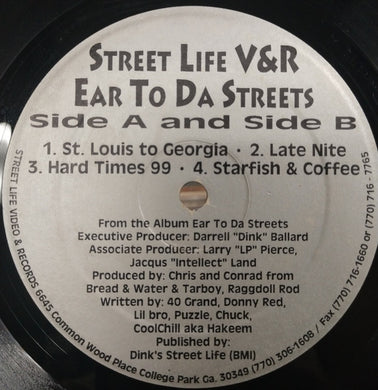 STREET LIFE V&R
EAR TO DA STREETS
Side A and Side B
1. St. Louis to Georgia · 2. Late Nite
3. Hard Times 99 · 4. Starfish & Coffee
From the Album Ear To Da Streets
Executive Producer: Darrell "Dink" Ballard
Associate Producer: Larry "LP" Pierce,
Jacqus "Intellect" Land
Produced by: Chris and Conrad from
Bread & Water & Tarboy, Raggdoll Rod
Written by: 40 Grand, Donny Red,
Lil bro, Puzzle, Chuck,
CoolChill aka Hakeem
Published by:
Dink's Street Life (BMI)
STREET LIFE VIDEO & RECORDS 6645 Common Wood Place College Park Ga. 30349 (770) 306-1608 / Fax (770) 716-1660 or (770) 716-7765